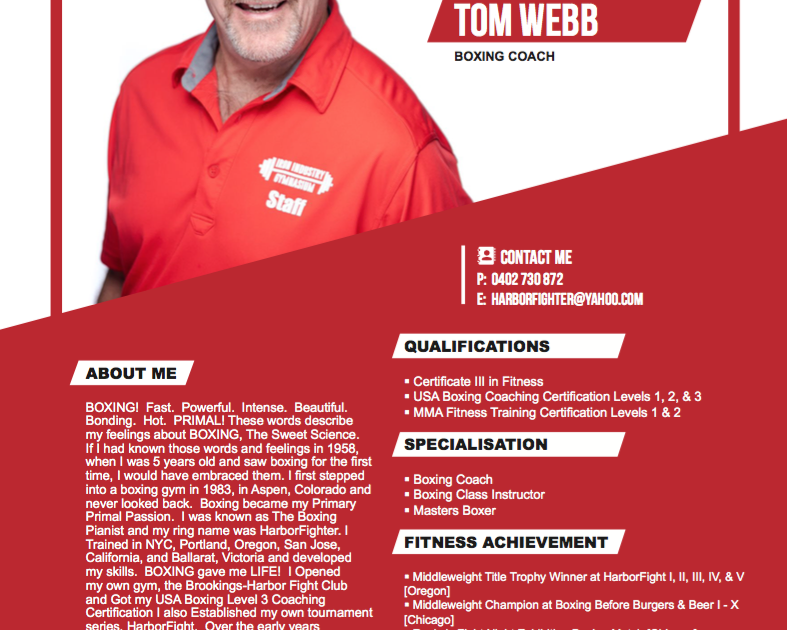 TOM WEBB
BOXING COACH
IRON INDUSTRY
GYMNASIUM
Staff
CONTACT ME
P: 0402 730 872
E: HARBORFIGHTER@YAHOO.COM
ABOUT ME
BOXING! Fast. Powerful. Intense. Beautiful.
Bonding. Hot. PRIMAL! These words describe
my feelings about BOXING, The Sweet Science.
If I had known those words and feelings in 1958,
when I was 5 years old and saw boxing for the first
time, I would have embraced them. I first stepped
into a boxing gym in 1983, in Aspen, Colorado and
never looked back. Boxing became my Primary
Primal Passion. I was known as The Boxing
Pianist and my ring name was HarborFighter. I
Trained in NYC, Portland, Oregon, San Jose,
California, and Ballarat, Victoria and developed
my skills. BOXING gave me LIFE! I Opened
my own gym, the Brookings-Harbor Fight Club
and Got my USA Boxing Level 3 Coaching
Certification I also Established my own tournament
series, HarborFight. Over the early years
QUALIFICATIONS
▪ Certificate III in Fitness
▪ USA Boxing Coaching Certification Levels 1, 2, & 3
▪ MMA Fitness Training Certification Levels 1 & 2
SPECIALISATION
▪ Boxing Coach
▪ Boxing Class Instructor
▪ Masters Boxer
FITNESS ACHIEVEMENT
▪ Middleweight Title Trophy Winner at HarborFight I, II, III, IV, & V
[Oregon]
▪ Middleweight Champion at Boxing Before Burgers & Beer I - X
[Chicago]